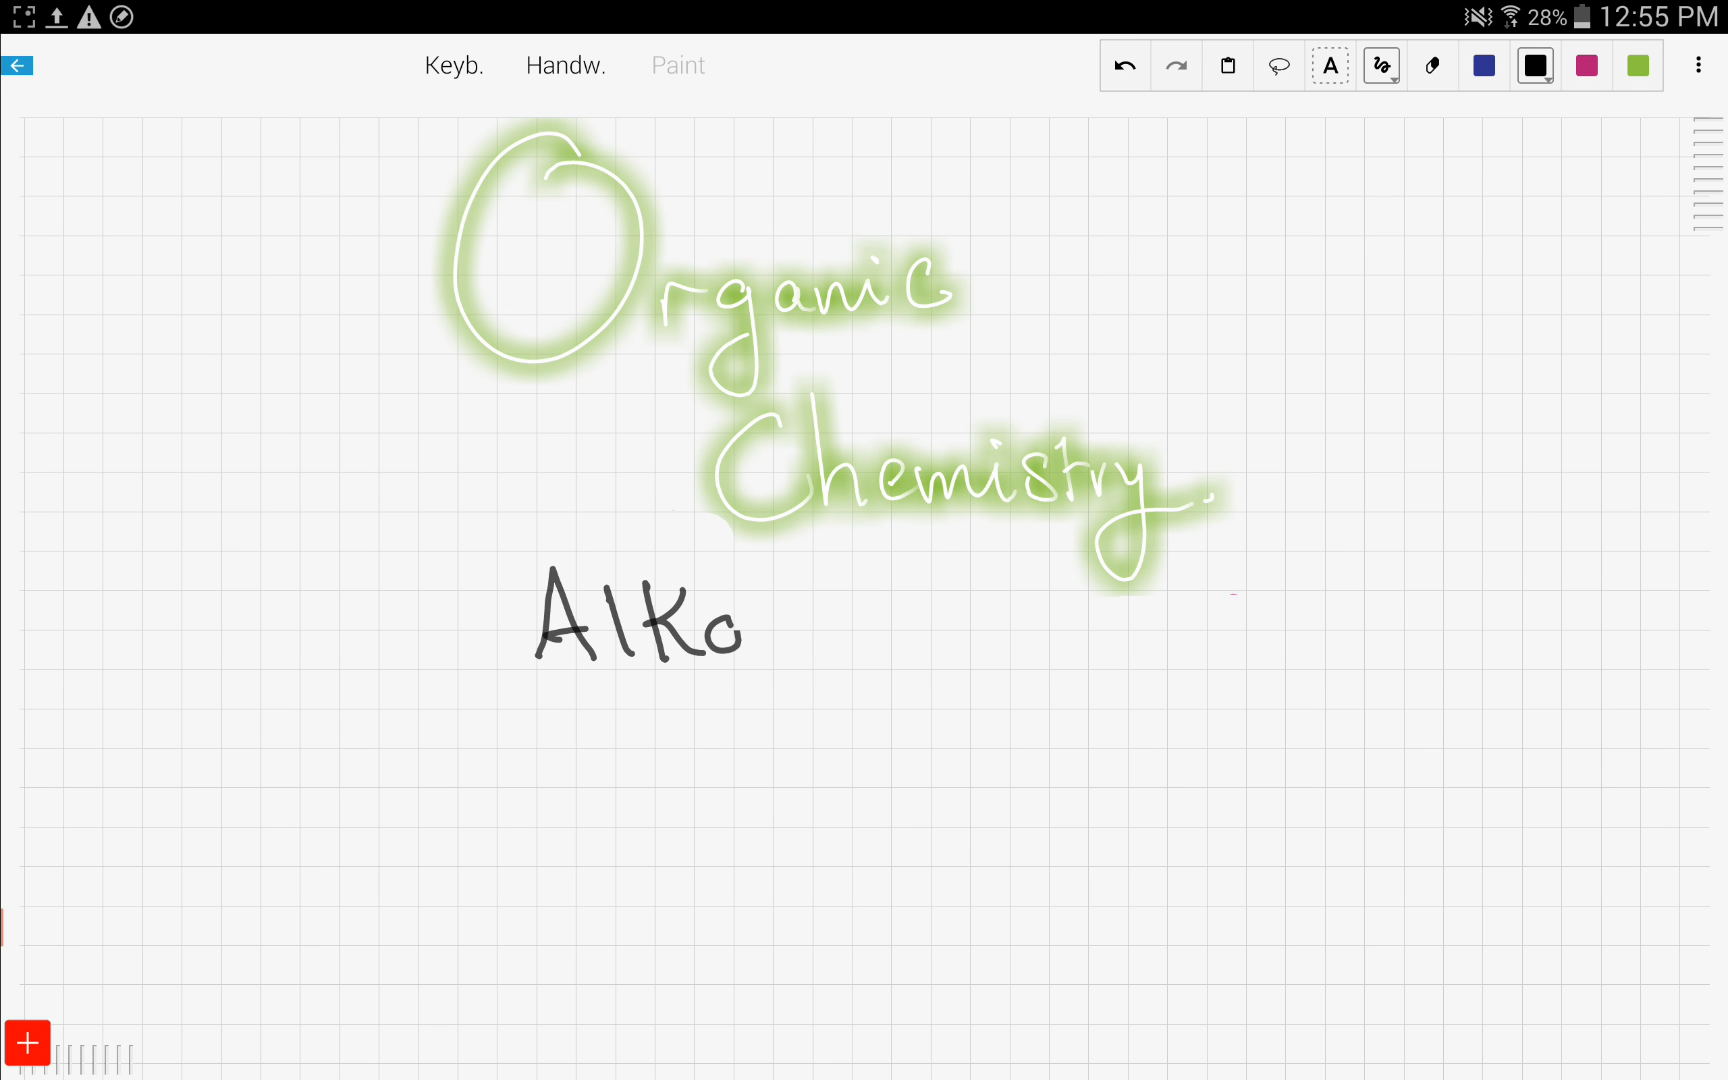 28% 12:55 PM
Keyb. Handw. Paint A
Organic
Chemistry.
AlKo